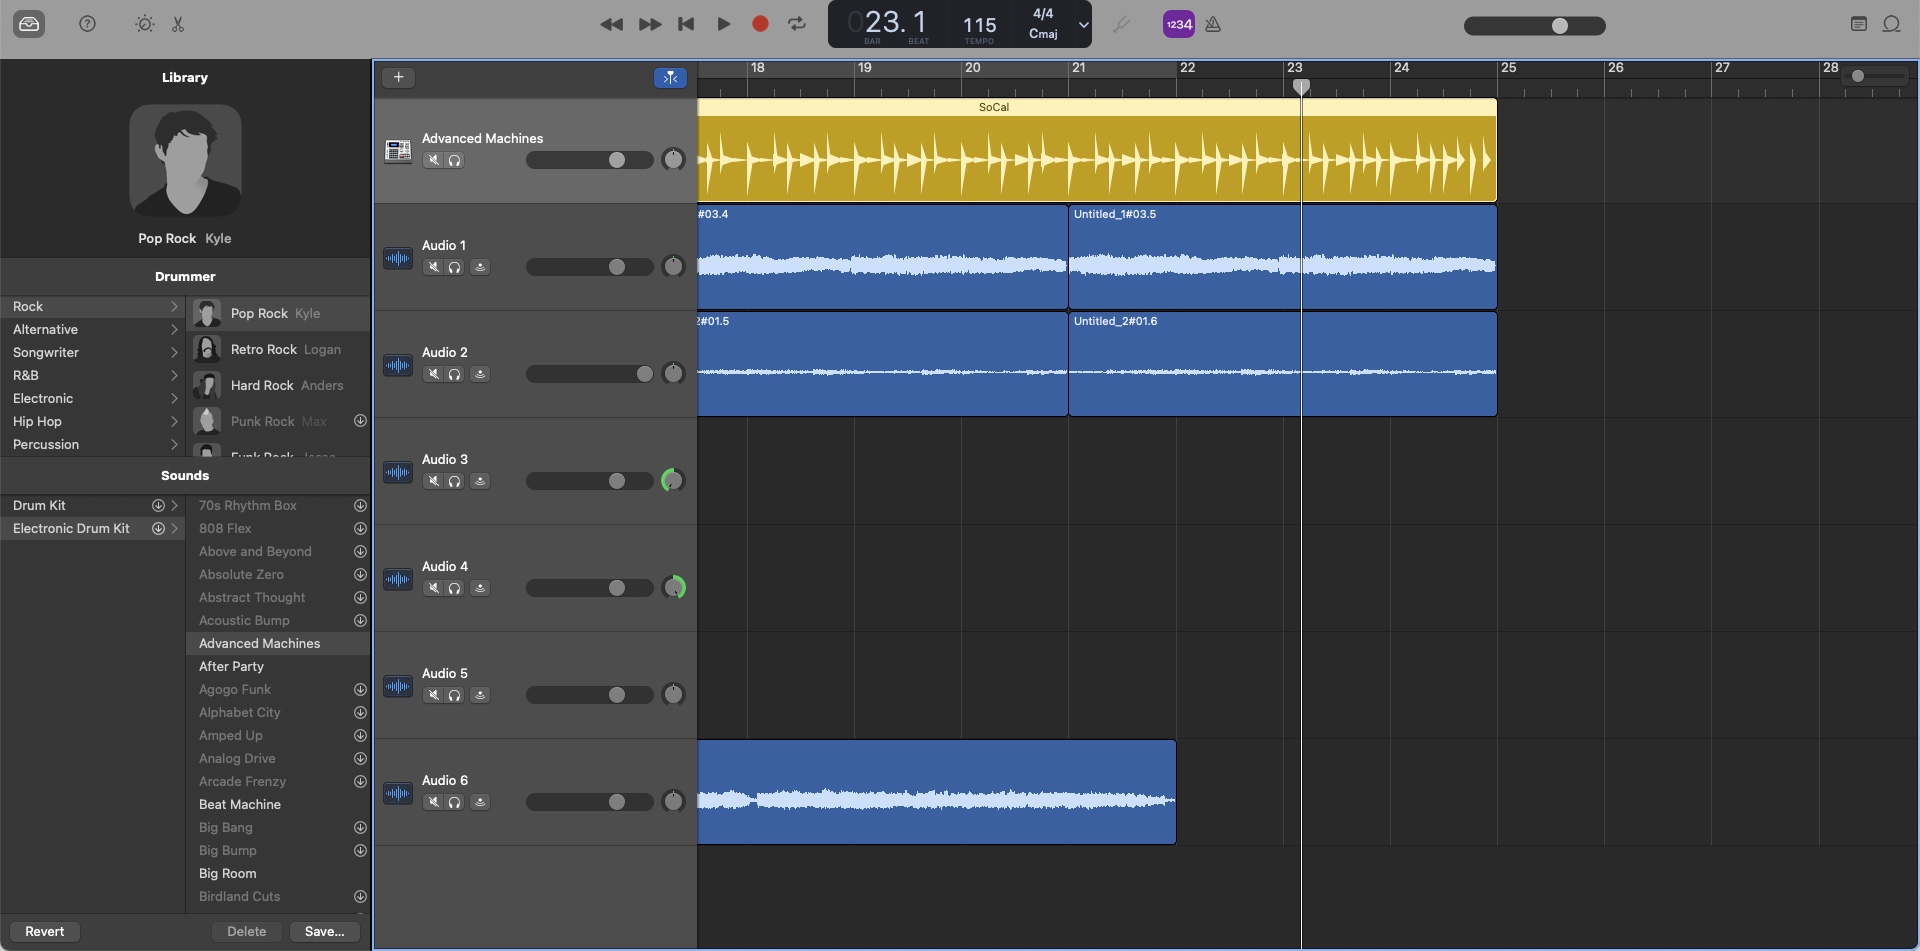 023.1
BAR
BEAT
115
TEMPO
4/4
Cmaj
1234
Library
Pop Rock Kyle
Drummer
Rock
Alternative
Songwriter
R&B
Electronic
Hip Hop
Percussion
Pop Rock Kyle
Retro Rock Logan
Hard Rock Anders
Punk Rock Max
Sounds
Drum Kit
Electronic Drum Kit
70s Rhythm Box
808 Flex
Above and Beyond
Absolute Zero
Abstract Thought
Acoustic Bump
Advanced Machines
After Party
Agogo Funk
Alphabet City
Amped Up
Analog Drive
Arcade Frenzy
Beat Machine
Big Bang
Big Bump
Big Room
Birdland Cuts
Revert
Delete
Save...
+
18 19 20 21 22 23 24 25 26 27 28
Advanced Machines
SoCal
Audio 1
#03.4
Untitled_1#03.5
Audio 2
2#01.5
Untitled_2#01.6
Audio 3
Audio 4
Audio 5
Audio 6